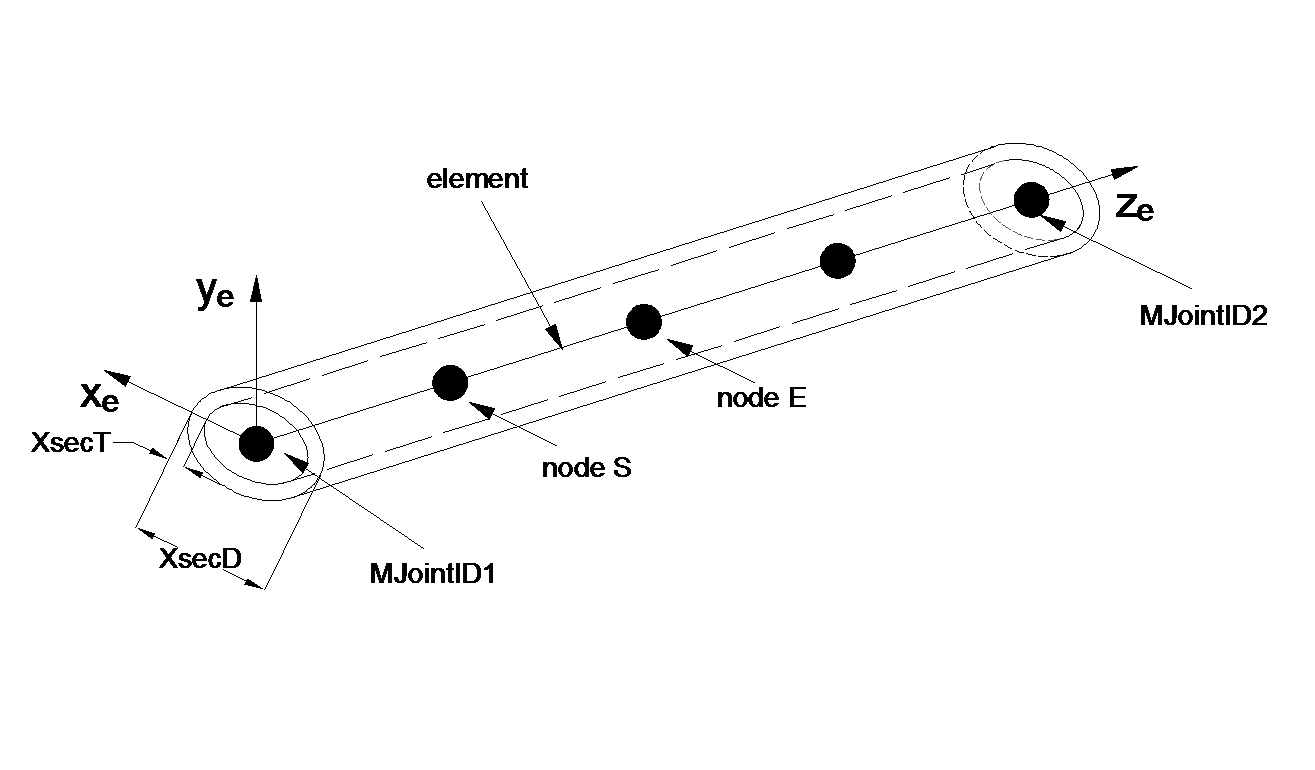 element
Ze
ye
MJointID2
xe
node E
XsecT
node S
XsecD
MJointID1